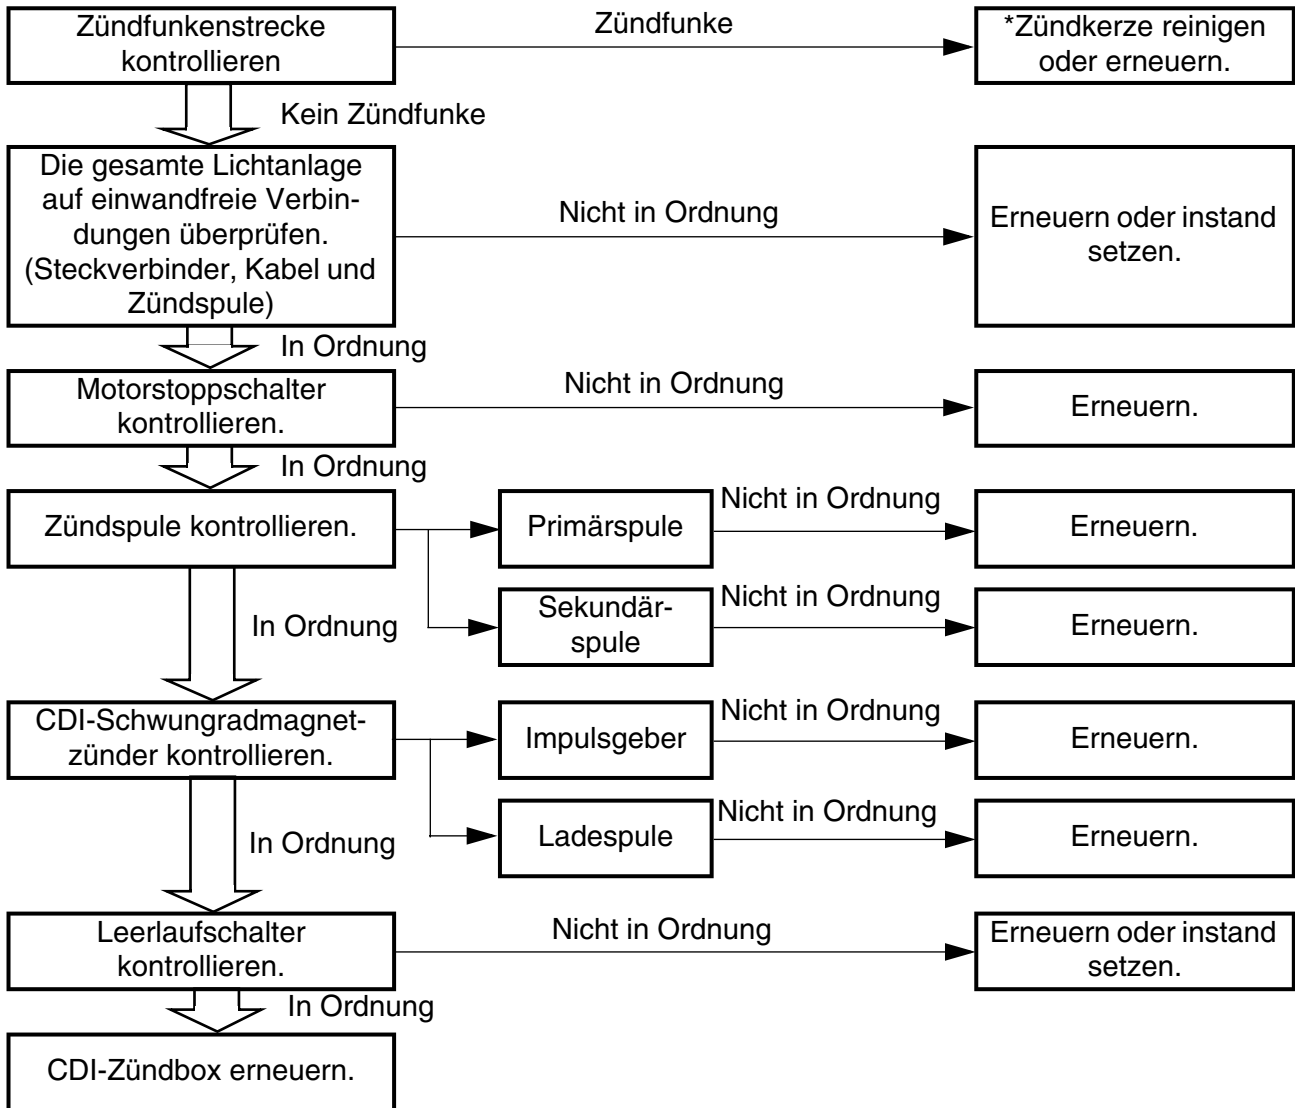 Zündfunkenstrecke
kontrollieren
Zündfunke
*Zündkerze reinigen
oder erneuern.
Kein Zündfunke
Die gesamte Lichtanlage
auf einwandfreie Verbin-
dungen überprüfen.
(Steckverbinder, Kabel und
Zündspule)
Nicht in Ordnung
Erneuern oder instand
setzen.
In Ordnung
Motorstoppschalter
kontrollieren.
Nicht in Ordnung
Erneuern.
In Ordnung
Zündspule kontrollieren.
Primärspule
Nicht in Ordnung
Erneuern.
Sekundär-
spule
Nicht in Ordnung
Erneuern.
In Ordnung
CDI-Schwungradmagnet-
zünder kontrollieren.
Impulsgeber
Nicht in Ordnung
Erneuern.
Ladespule
Nicht in Ordnung
Erneuern.
In Ordnung
Leerlaufschalter
kontrollieren.
Nicht in Ordnung
Erneuern oder instand
setzen.
In Ordnung
CDI-Zündbox erneuern.